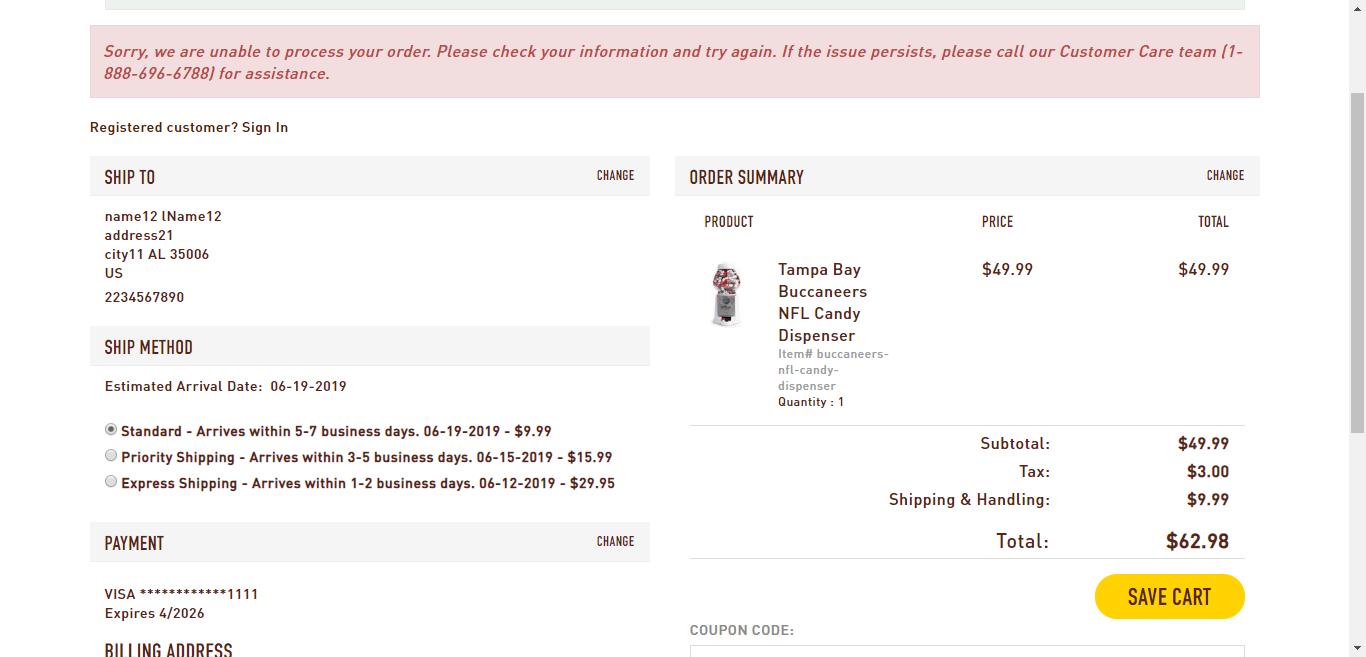 Sorry, we are unable to process your order. Please check your information and try again. If the issue persists, please call our Customer Care team (1-
888-696-6788) for assistance.
Registered customer? Sign In
SHIP TO
CHANGE
name12 lName12
address21
city11 AL 35006
US
2234567890
SHIP METHOD
Estimated Arrival Date: 06-19-2019
Standard - Arrives within 5-7 business days. 06-19-2019 - $9.99
Priority Shipping - Arrives within 3-5 business days. 06-15-2019 - $15.99
Express Shipping - Arrives within 1-2 business days. 06-12-2019 - $29.95
PAYMENT
CHANGE
VISA ************1111
Expires 4/2026
BILLING ADDRESS
ORDER SUMMARY
CHANGE
PRODUCT PRICE TOTAL
Tampa Bay $49.99 $49.99
Buccaneers
NFL Candy
Dispenser
Item# buccaneers-
nfl-candy-
dispenser
Quantity : 1
Subtotal: $49.99
Tax: $3.00
Shipping & Handling: $9.99
Total: $62.98
SAVE CART
COUPON CODE: